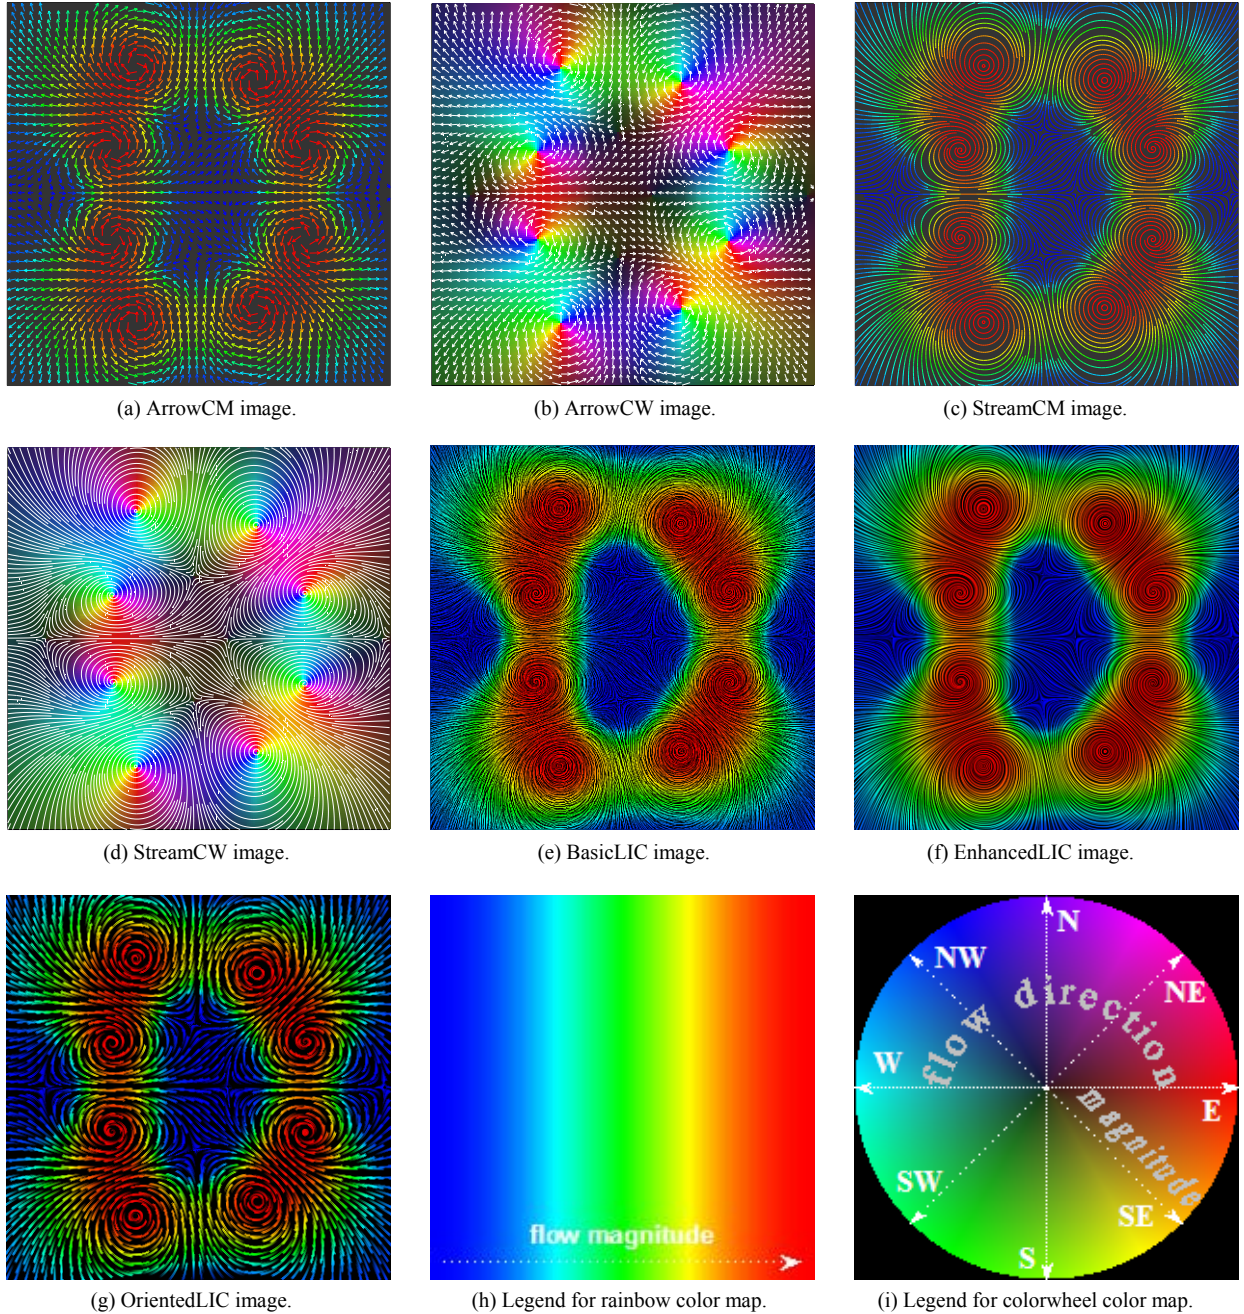 (a) ArrowCM image.
(b) ArrowCW image.
(c) StreamCM image.
(d) StreamCW image.
(e) BasicLIC image.
(f) EnhancedLIC image.
flow magnitude
N
NW
NE
flow direction
W
E
magnitude
SW
SE
S
(g) OrientedLIC image.
(h) Legend for rainbow color map.
(i) Legend for colorwheel color map.